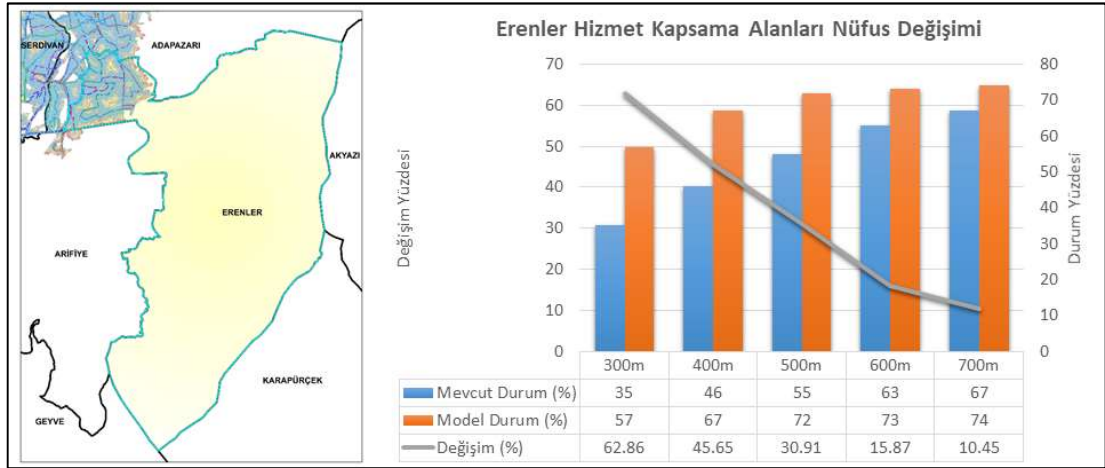 SERDİVAN
ADAPAZARI
AKYAZI
ERENLER
ARİFİYE
KARAPÜRÇEK
GEYVE
Erenler Hizmet Kapsama Alanları Nüfus Değişimi
Değişim Yüzdesi
70
60
50
40
30
20
10
0
80
70
60
50
40
30
20
10
0
Durum Yüzdesi
300m 400m 500m 600m 700m
Mevcut Durum (%) 35 46 55 63 67
Model Durum (%) 57 67 72 73 74
Değişim (%) 62.86 45.65 30.91 15.87 10.45